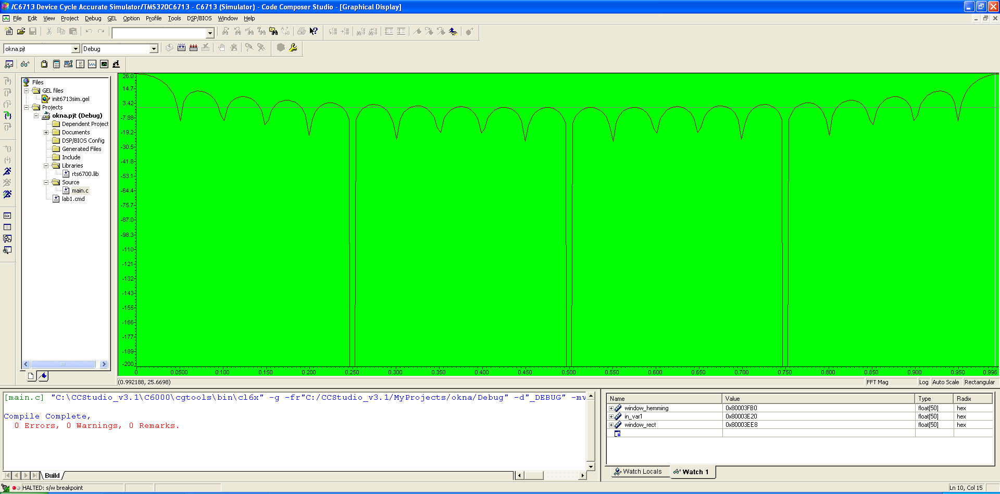 /C6713 Device Cycle Accurate Simulator/TMS320C6713 - C6713 (Simulator) - Code Composer Studio - [Graphical Display]
File Edit View Project Debug GEL Option Profile Tools DSP/BIOS Window Help
okna.pjt Debug
Files
GEL files
init6713sim.gel
Projects
okna.pjt (Debug)
Dependent Project
Documents
DSP/BIOS Config
Generated Files
Include
Libraries
rts6700.lib
Source
main.c
lab1.cmd
26.0
14.7
3.42
-7.88
-19.2
-30.5
-41.8
-53.1
-64.4
-75.7
-87.0
-98.3
-110
-121
-132
-143
-155
-166
-177
-189
-200
0 0.0500 0.100 0.150 0.200 0.250 0.300 0.350 0.400 0.450 0.500 0.550 0.600 0.650 0.700 0.750 0.800 0.850 0.900 0.950 0.996
(0.992188, 25.6698) FFT Mag Log Auto Scale Rectangular
[main.c] "C:\CCStudio_v3.1\C6000\cgtools\bin\cl6x" -g -fr"C:/CCStudio_v3.1/MyProjects/okna/Debug" -d"_DEBUG" -mv
Compile Complete,
0 Errors, 0 Warnings, 0 Remarks.
Build
Name Value Type Radix
window_hemming 0x80003FB0 float[50] hex
in_var1 0x80003E20 float[50] hex
window_rect 0x80003EE8 float[50] hex
Watch Locals Watch 1
HALTED: s/w breakpoint Ln 10, Col 15